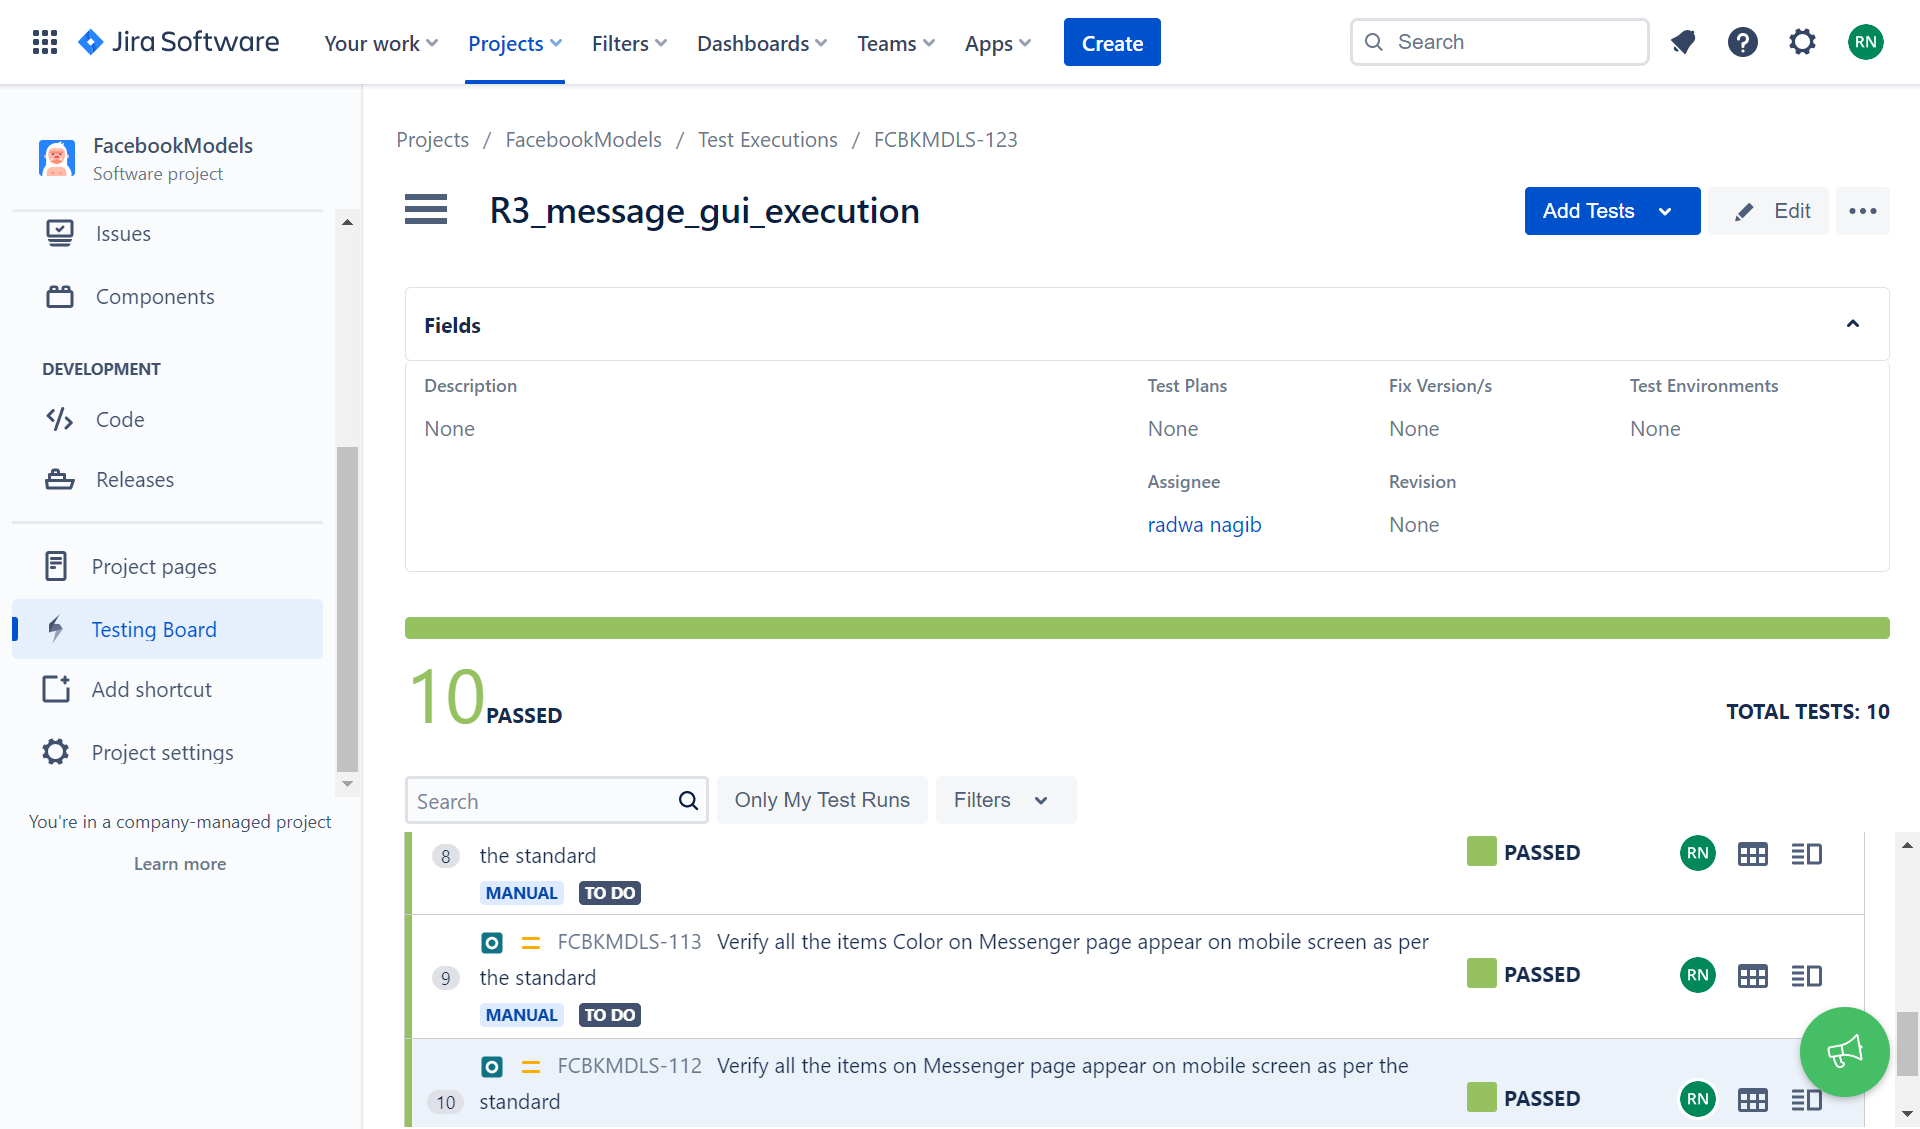 Jira Software
Your work
Projects
Filters
Dashboards
Teams
Apps
Create
Search
RN
FacebookModels
Software project
Issues
Components
DEVELOPMENT
Code
Releases
Project pages
Testing Board
Add shortcut
Project settings
You're in a company-managed project
Learn more
Projects / FacebookModels / Test Executions / FCBKMDLS-123
R3_message_gui_execution
Add Tests
Edit
Fields
Description
None
Test Plans
None
Fix Version/s
None
Test Environments
None
Assignee
radwa nagib
Revision
None
10 PASSED
TOTAL TESTS: 10
Search
Only My Test Runs
Filters
8
the standard
MANUAL TO DO
PASSED
RN
FCBKMDLS-113 Verify all the items Color on Messenger page appear on mobile screen as per
9
the standard
MANUAL TO DO
PASSED
RN
FCBKMDLS-112 Verify all the items on Messenger page appear on mobile screen as per the
10
standard
PASSED
RN